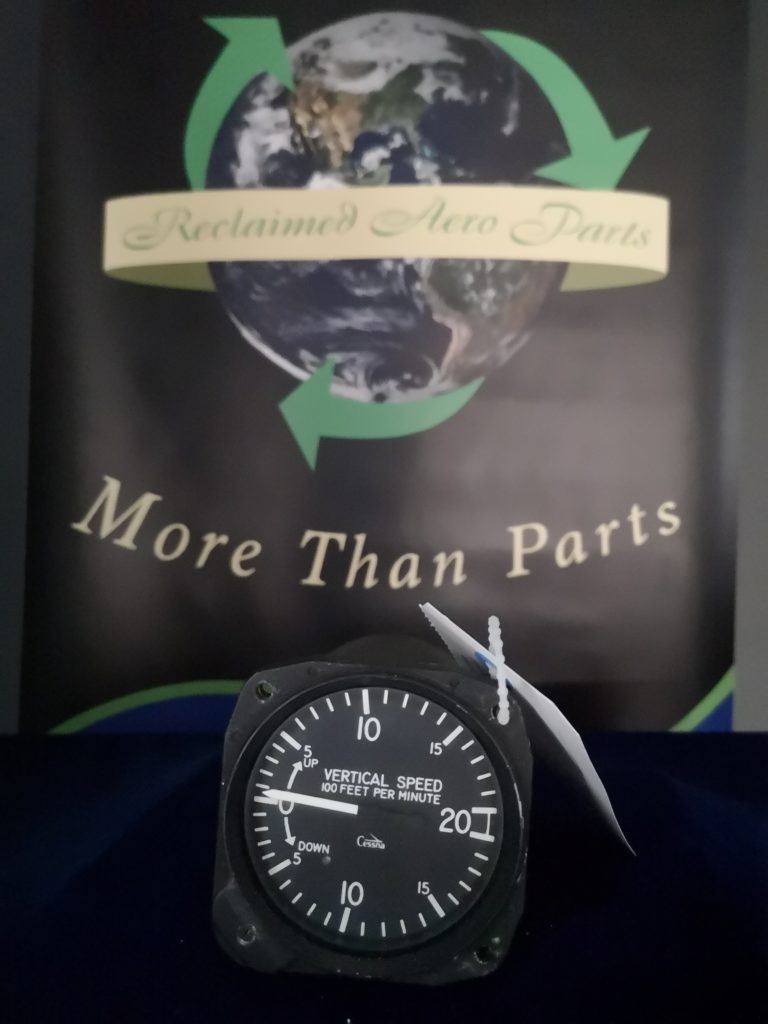 Reclaimed Aero Parts
More Than Parts
10
5
15
UP
VERTICAL SPEED
100 FEET PER MINUTE
0
20
DOWN
Cessna
5
10
15